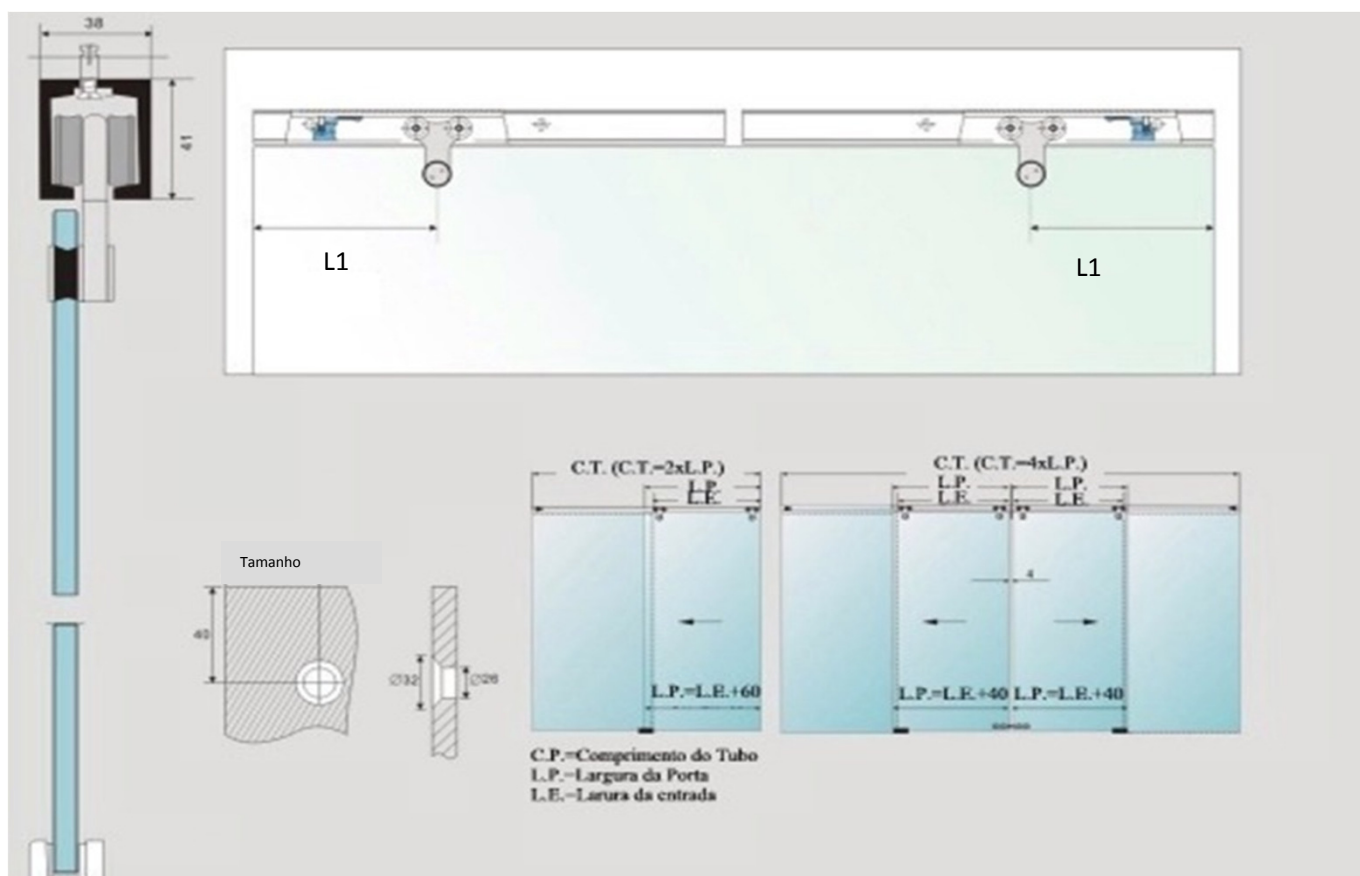 38
41
L1
L1
C.T. (C.T.=2xL.P.)
L.P.
L.E.
C.T. (C.T.=4xL.P.)
L.P.
L.P.
L.E.
L.E.
4
Tamanho
40
Ø32
Ø26
L.P.=L.E.+60
L.P.=L.E.+40
L.P.=L.E.+40
C.P.=Comprimento do Tubo
L.P.=Largura da Porta
L.E.=Larura da entrada